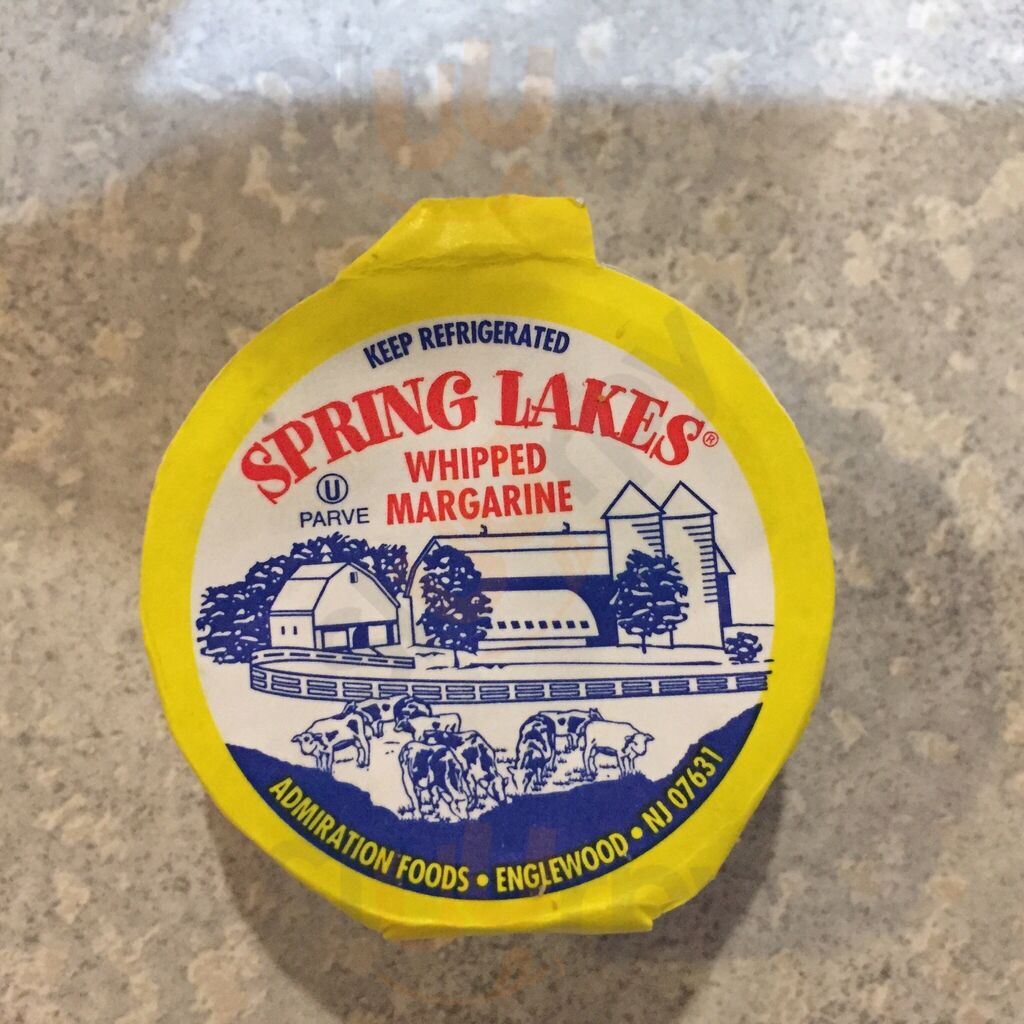 KEEP REFRIGERATED
SPRING LAKES®
WHIPPED
MARGARINE
U
PARVE
ADMIRATION FOODS • ENGLEWOOD • NJ 07631